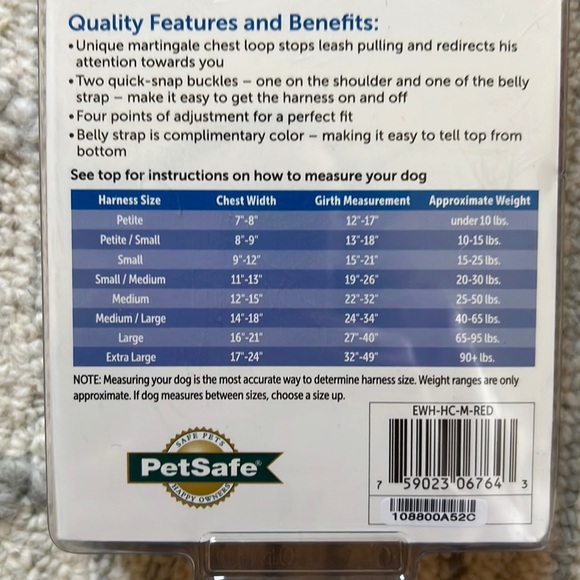 Quality Features and Benefits:
• Unique martingale chest loop stops leash pulling and redirects his
attention towards you
• Two quick-snap buckles – one on the shoulder and one of the belly
strap – make it easy to get the harness on and off
• Four points of adjustment for a perfect fit
• Belly strap is complimentary color – making it easy to tell top from
bottom
See top for instructions on how to measure your dog
Harness Size Chest Width Girth Measurement Approximate Weight
Petite 7"-8" 12"-17" under 10 lbs.
Petite / Small 8"-9" 13"-18" 10-15 lbs.
Small 9"-12" 15"-21" 15-25 lbs.
Small / Medium 11"-13" 19"-26" 20-30 lbs.
Medium 12"-15" 22"-32" 25-50 lbs.
Medium / Large 14"-18" 24"-34" 40-65 lbs.
Large 16"-21" 27"-40" 65-95 lbs.
Extra Large 17"-24" 32"-49" 90+ lbs.
NOTE: Measuring your dog is the most accurate way to determine harness size. Weight ranges are only
approximate. If dog measures between sizes, choose a size up.
EWH-HC-M-RED
7 59023 06764 3
108800A52C
SAFE PETS
PetSafe®
HAPPY OWNERS